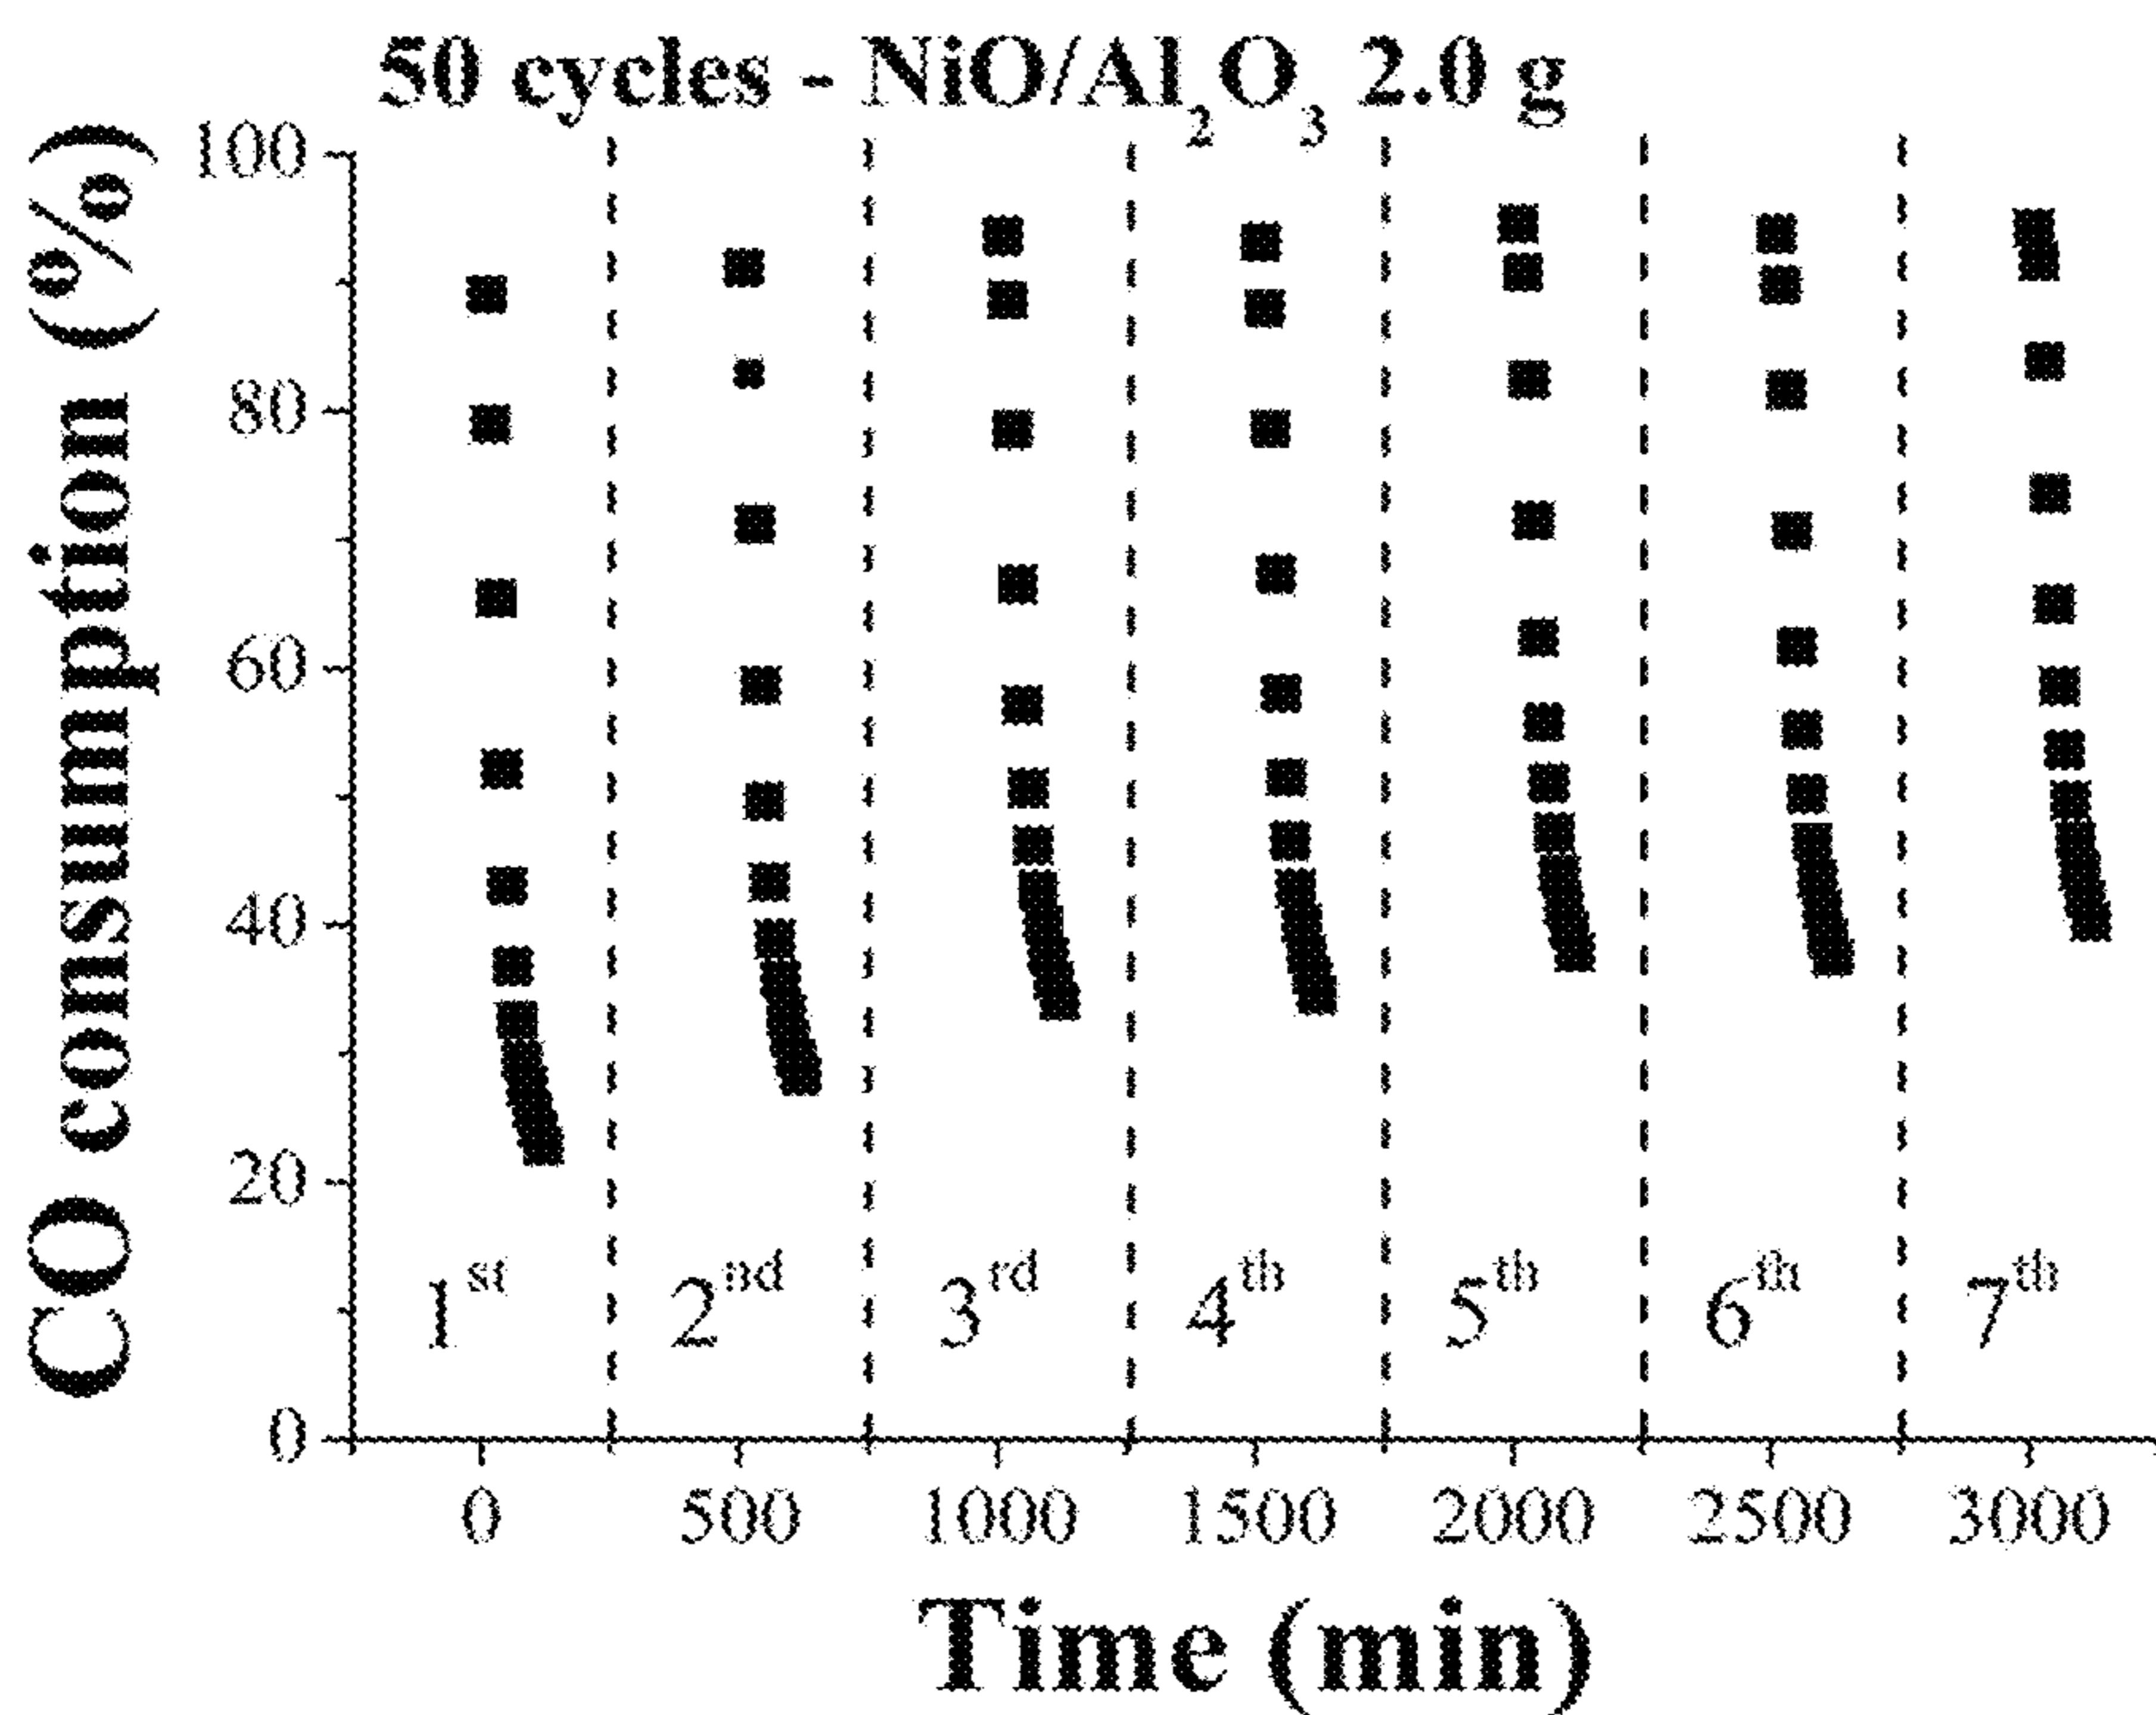 50 cycles - NiO/Al₂O₃ 2.0 g
CO consumption (%)
100
80
60
40
20
0
1ˢᵗ 2ⁿᵈ 3ʳᵈ 4ᵗʰ 5ᵗʰ 6ᵗʰ 7ᵗʰ
0 500 1000 1500 2000 2500 3000
Time (min)